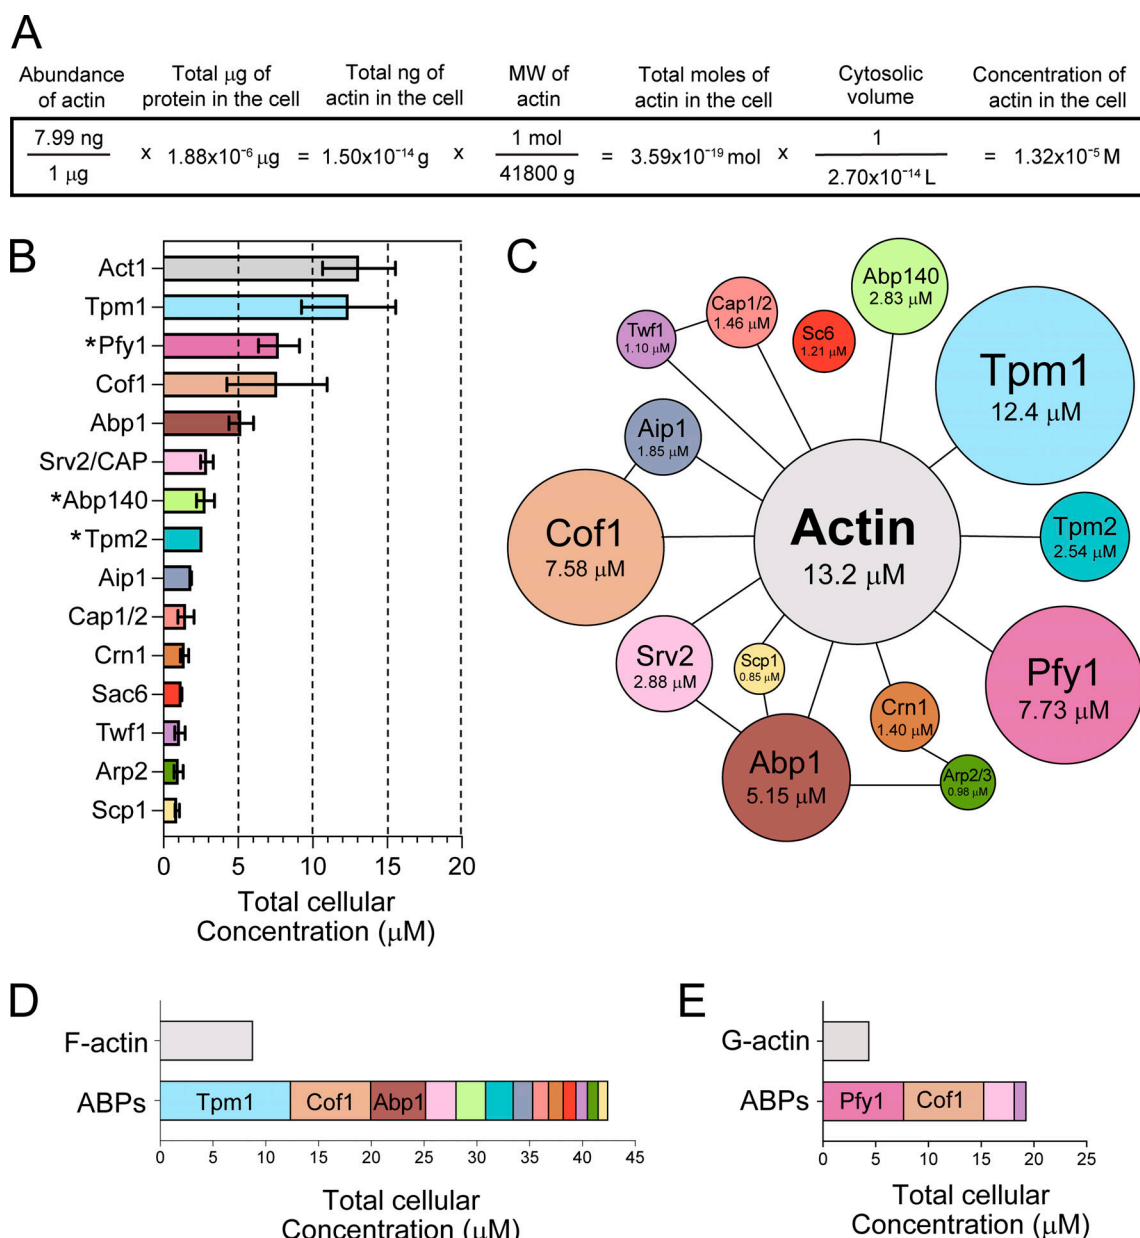 A
Abundance of actin
Total μg of protein in the cell
Total ng of actin in the cell
MW of actin
Total moles of actin in the cell
Cytosolic volume
Concentration of actin in the cell
7.99 ng
1 μg
x 1.88x10⁻⁶ μg = 1.50x10⁻¹⁴ g x
1 mol
41800 g
= 3.59x10⁻¹⁹ mol x
1
2.70x10⁻¹⁴ L
= 1.32x10⁻⁵ M
B
Act1
Tpm1
*Pfy1
Cof1
Abp1
Srv2/CAP
*Abp140
*Tpm2
Aip1
Cap1/2
Crn1
Sac6
Twf1
Arp2
Scp1
0 5 10 15 20
Total cellular
Concentration (μM)
C
Abp140
2.83 μM
Cap1/2
1.46 μM
Sc6
1.21 μM
Twf1
1.10 μM
Tpm1
12.4 μM
Aip1
1.85 μM
Cof1
7.58 μM
Actin
13.2 μM
Tpm2
2.54 μM
Srv2
2.88 μM
Scp1
0.85 μM
Pfy1
7.73 μM
Crn1
1.40 μM
Abp1
5.15 μM
Arp2/3
0.98 μM
D
F-actin
ABPs
Tpm1 Cof1 Abp1
0 5 10 15 20 25 30 35 40 45
Total cellular
Concentration (μM)
E
G-actin
ABPs
Pfy1 Cof1
0 5 10 15 20 25
Total cellular
Concentration (μM)